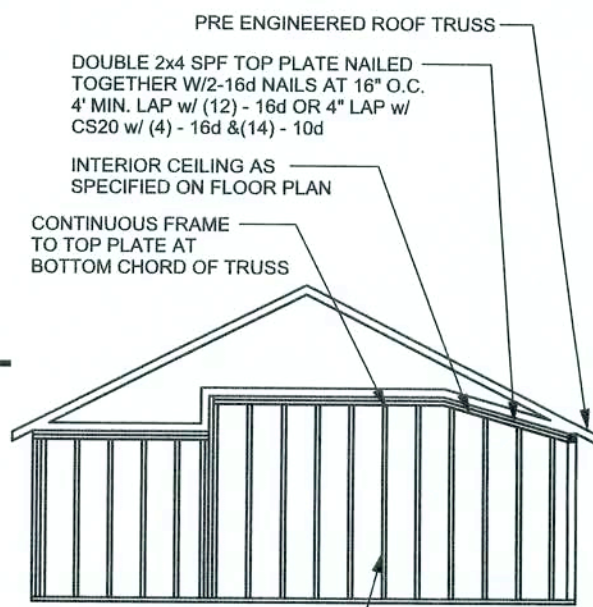 PRE ENGINEERED ROOF TRUSS
DOUBLE 2x4 SPF TOP PLATE NAILED
TOGETHER W/2-16d NAILS AT 16" O.C.
4' MIN. LAP w/ (12) - 16d OR 4" LAP w/
CS20 w/ (4) - 16d &(14) - 10d
INTERIOR CEILING AS
SPECIFIED ON FLOOR PLAN
CONTINUOUS FRAME
TO TOP PLATE AT
BOTTOM CHORD OF TRUSS